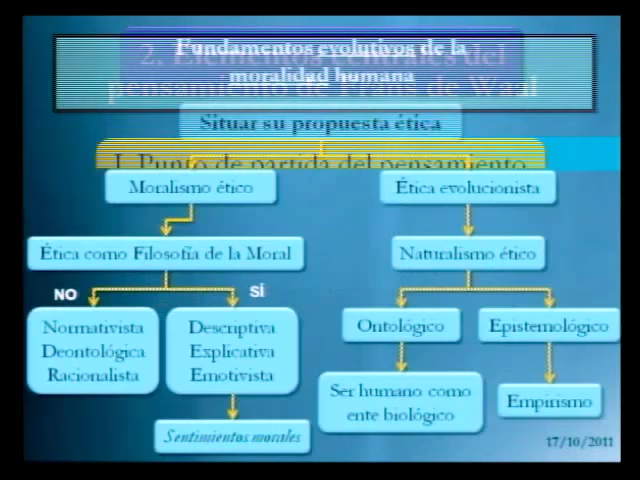 Fundamentos evolutivos de la
moralidad humana
2. Elementos centrales del
pensamiento de Frans de Waal
Situar su propuesta ética
I. Punto de partida del pensamiento
Moralismo ético
Ética evolucionista
Ética como Filosofía de la Moral
Naturalismo ético
NO
SÍ
Normativista
Deontológica
Racionalista
Descriptiva
Explicativa
Emotivista
Ontológico
Epistemológico
Ser humano como
ente biológico
Empirismo
Sentimientos morales
17/10/2011